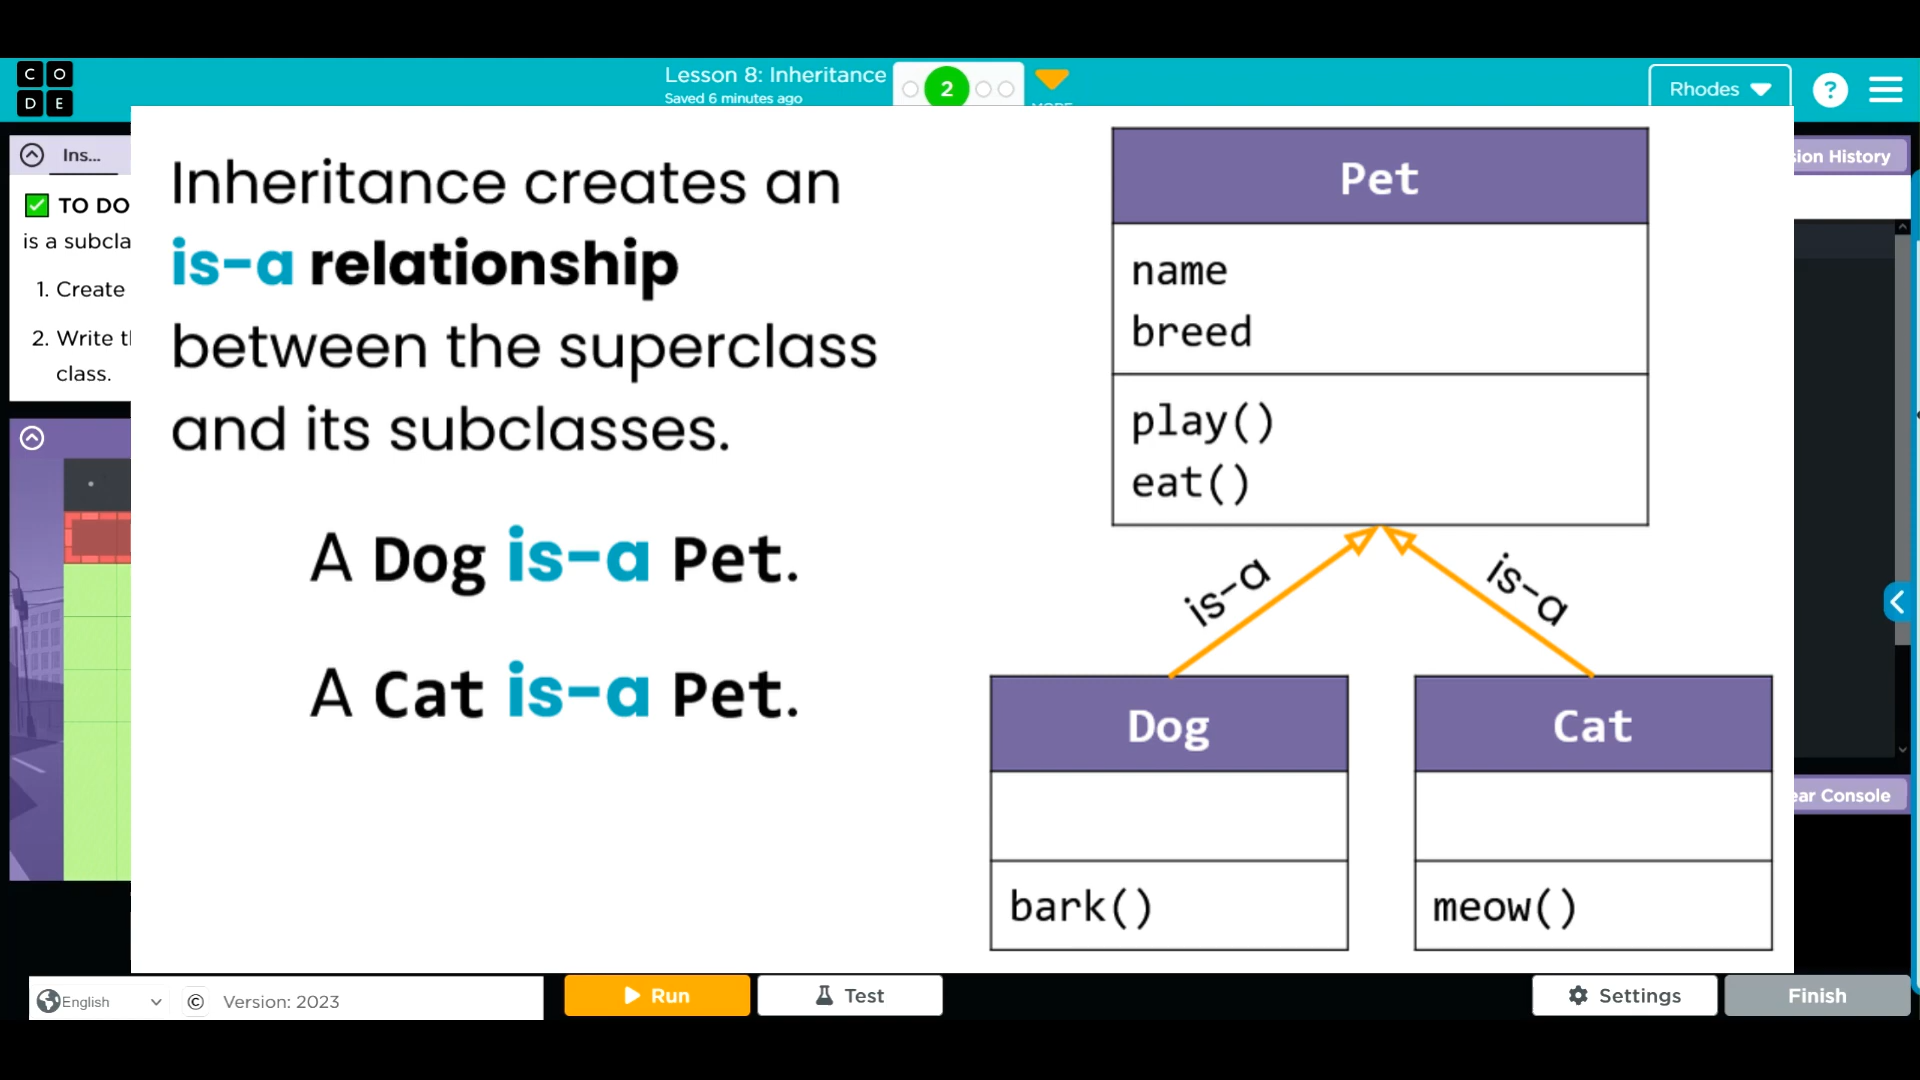 C O
D E
Lesson 8: Inheritance
Saved 6 minutes ago
2
Rhodes
?
Ins...
sion History
TO DO
is a subcla
1. Create
2. Write t
class.
Inheritance creates an
is-a relationship
between the superclass
and its subclasses.
A Dog is-a Pet.
A Cat is-a Pet.
Pet
name
breed
play()
eat()
is-a
is-a
Dog
bark()
Cat
meow()
ear Console
English
© Version: 2023
Run
Test
Settings
Finish